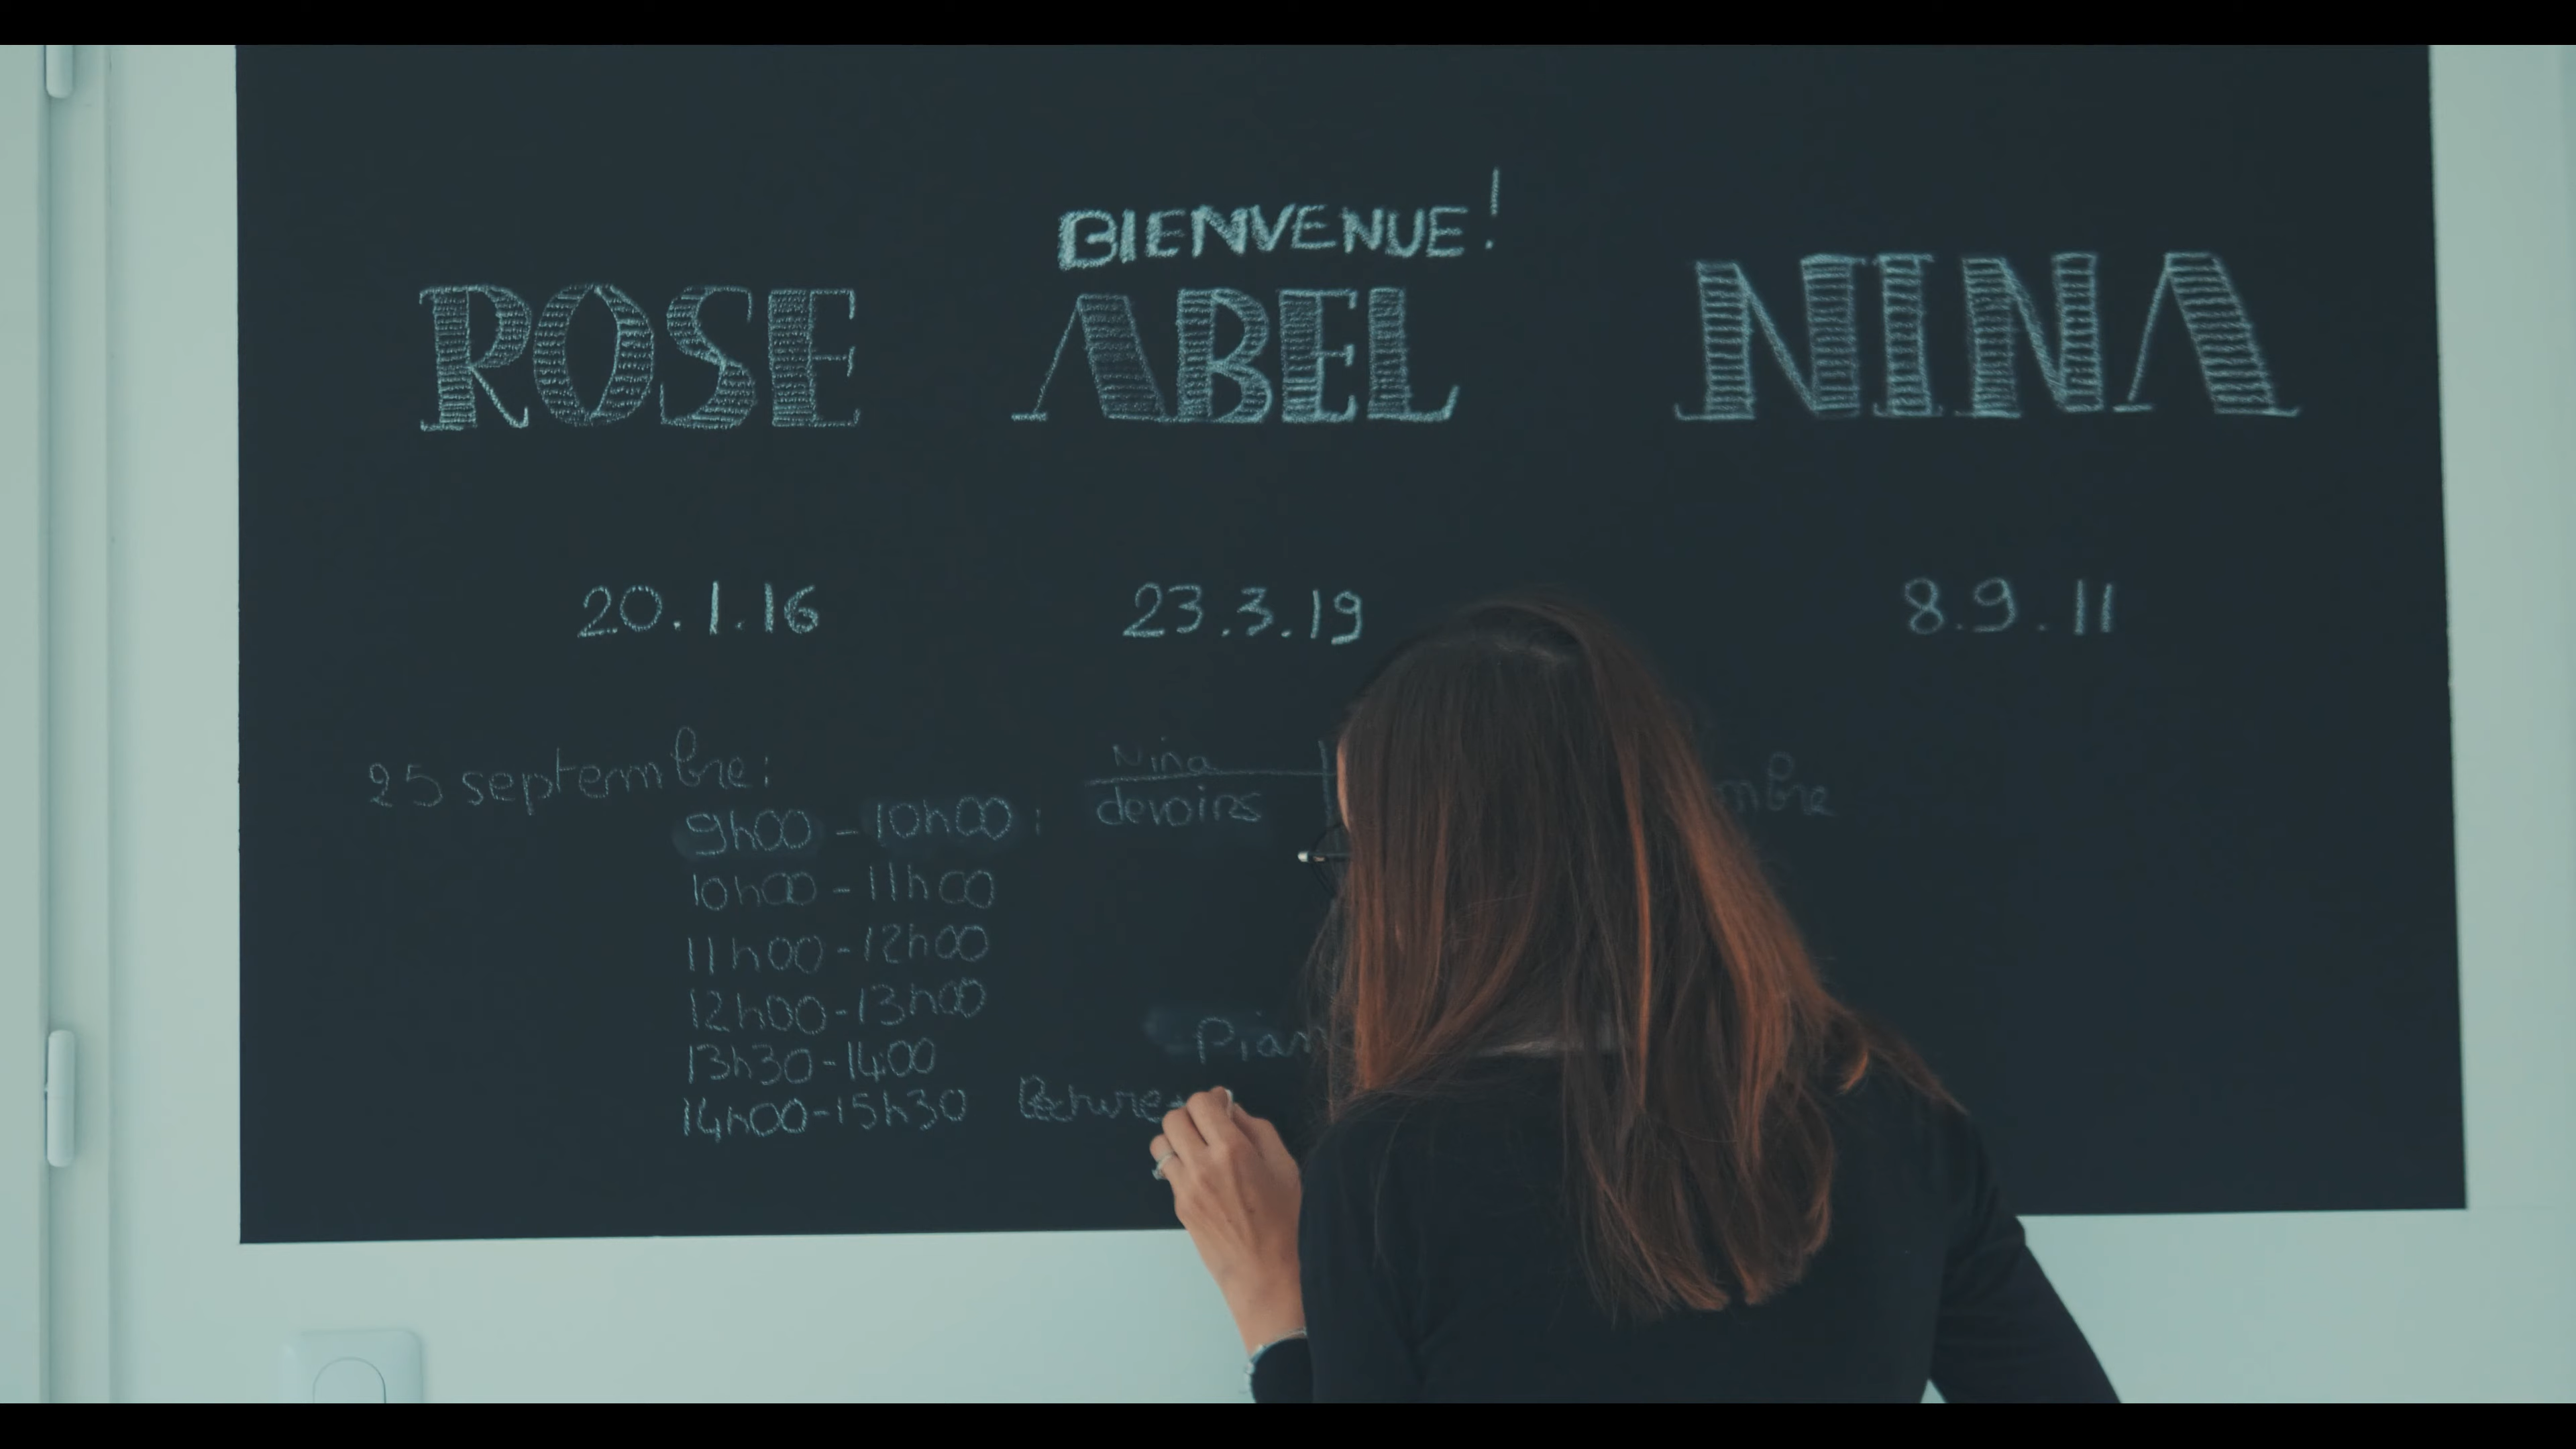 BIENVENUE!
ROSE ABEL NINA
20.1.16 23.3.19 8.9.11
25 septembre:
Nina
9h00 - 10h00 : devoirs
10h00 - 11h00
11h00 - 12h00
12h00 - 13h00
13h30 - 14h00
14h00 - 15h30 Lecture